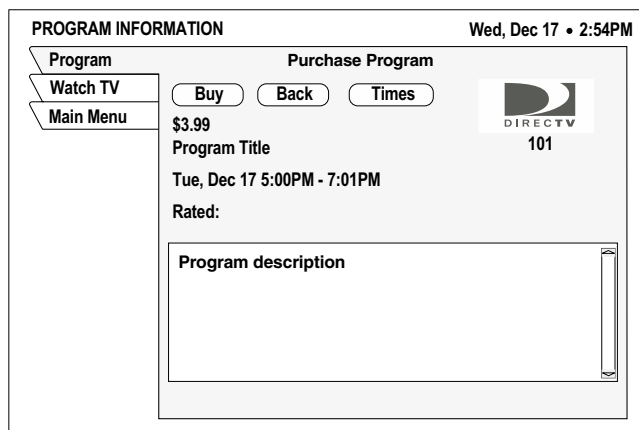 PROGRAM INFORMATION Wed, Dec 17 • 2:54PM
Program Purchase Program
Watch TV
Buy Back Times
Main Menu
DIRECTV
$3.99
101
Program Title
Tue, Dec 17 5:00PM - 7:01PM
Rated:
Program description